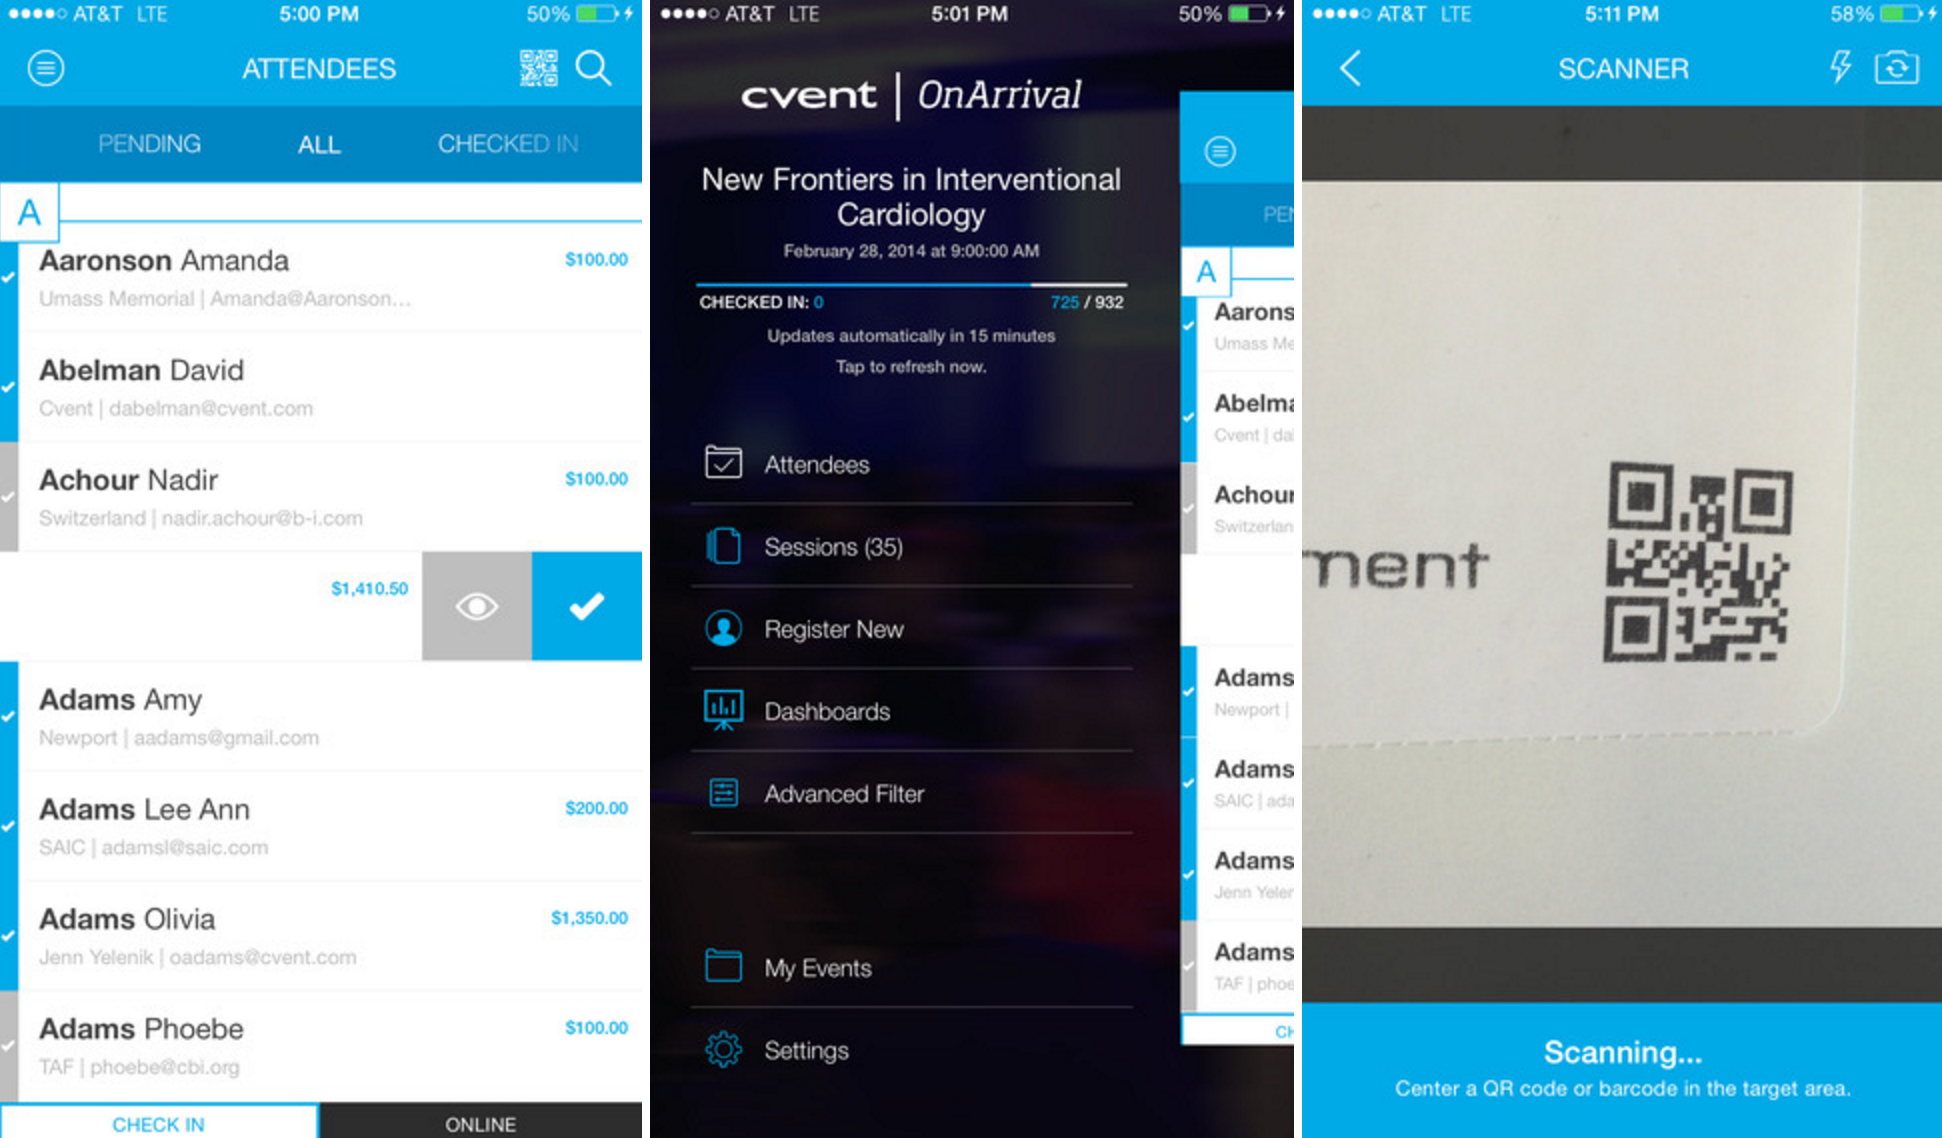 AT&T LTE 5:00 PM 50%
ATTENDEES
PENDING ALL CHECKED IN
A
Aaronson Amanda $100.00
Umass Memorial | Amanda@Aaronson...
Abelman David
Cvent | dabelman@cvent.com
Achour Nadir $100.00
Switzerland | nadir.achour@b-i.com
$1,410.50
Adams Amy
Newport | aadams@gmail.com
Adams Lee Ann $200.00
SAIC | adamsl@saic.com
Adams Olivia $1,350.00
Jenn Yelenik | oadams@cvent.com
Adams Phoebe $100.00
TAF | phoebe@cbi.org
CHECK IN ONLINE
AT&T LTE 5:01 PM 50%
cvent | OnArrival
New Frontiers in Interventional
Cardiology
February 28, 2014 at 9:00:00 AM
CHECKED IN: 0 725 / 932
Updates automatically in 15 minutes
Tap to refresh now.
Attendees
Sessions (35)
Register New
Dashboards
Advanced Filter
My Events
Settings
PEN
A
Aarons
Umass Me
Abelma
Cvent | da
Achour
Switzerlan
Adams
Newport |
Adams
SAIC | ada
Adams
Jenn Yeler
Adams
TAF | phoe
CH
AT&T LTE 5:11 PM 58%
SCANNER
ment
Scanning...
Center a QR code or barcode in the target area.